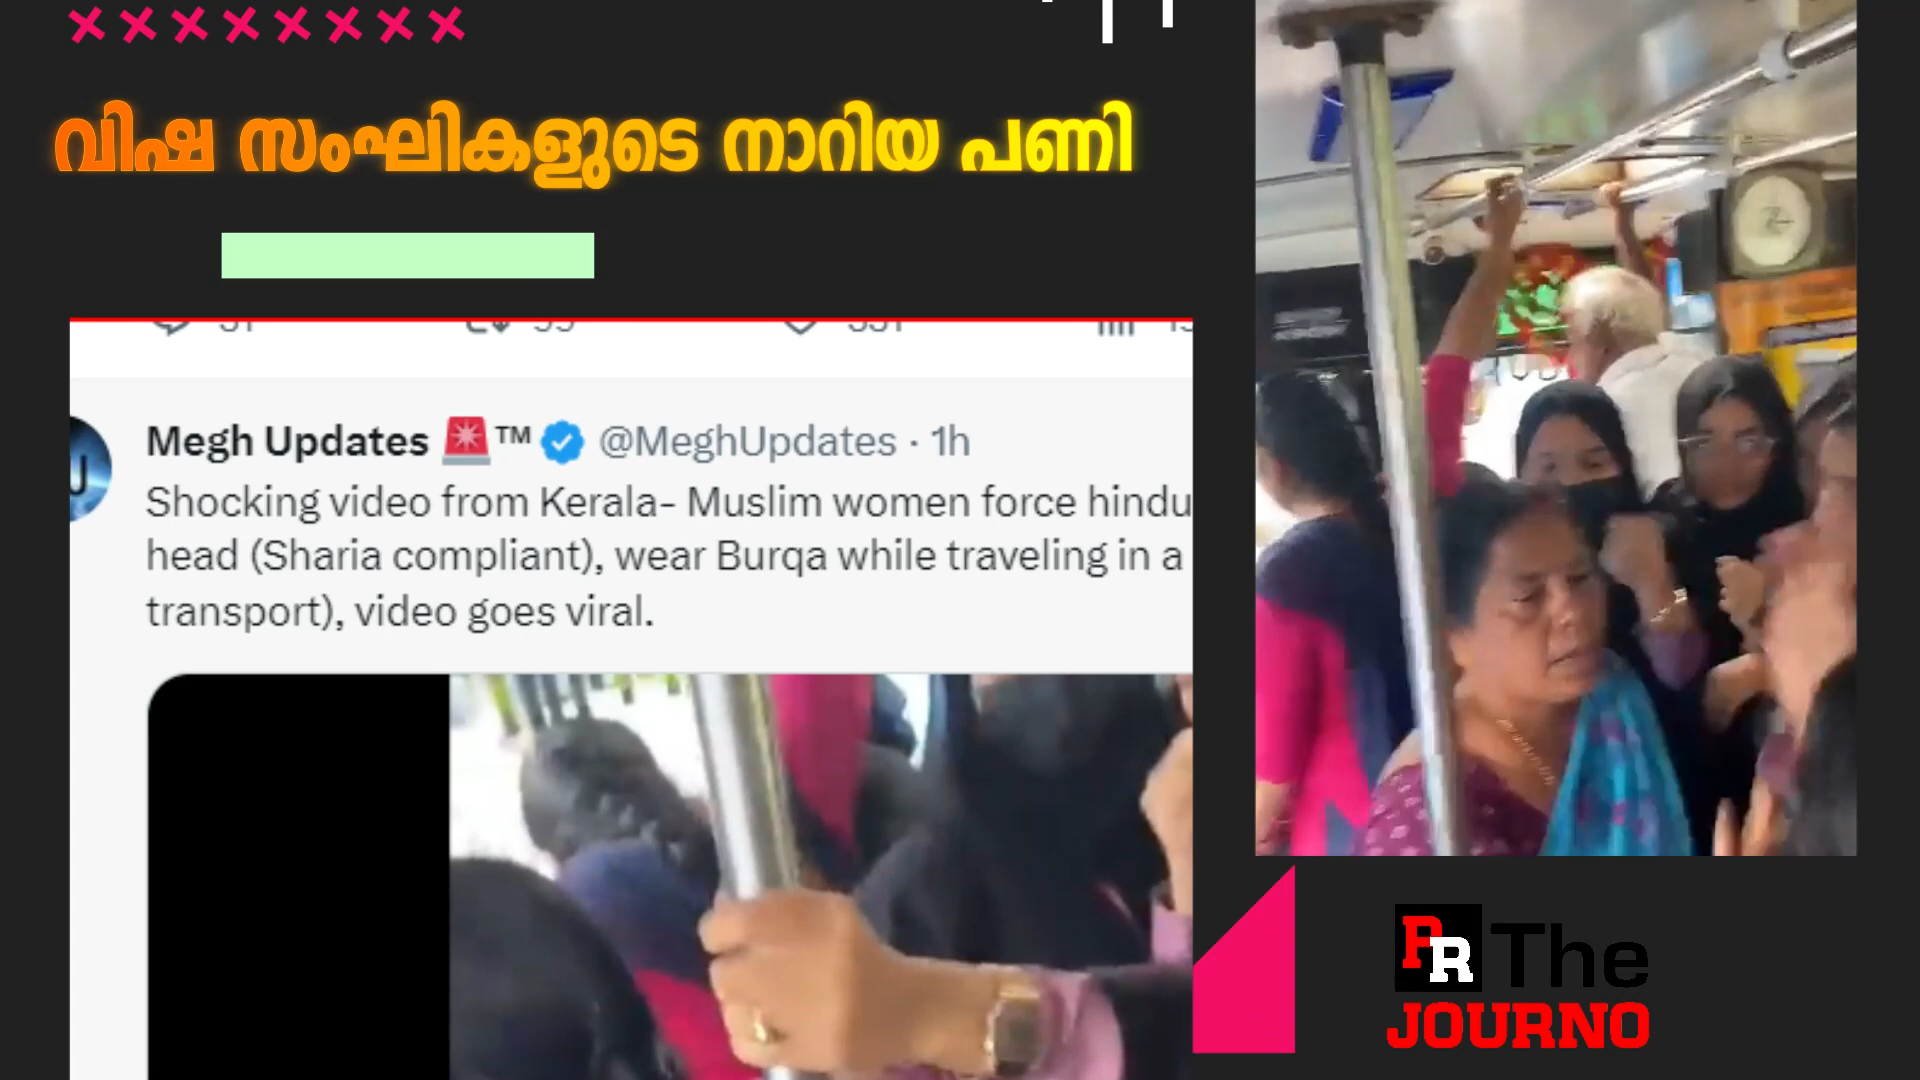 വിഷ സംഘികളുടെ നാറിയ പണി
Megh Updates 🚨™ @MeghUpdates · 1h
Shocking video from Kerala- Muslim women force hindu
head (Sharia compliant), wear Burqa while traveling in a
transport), video goes viral.
PR The
JOURNO